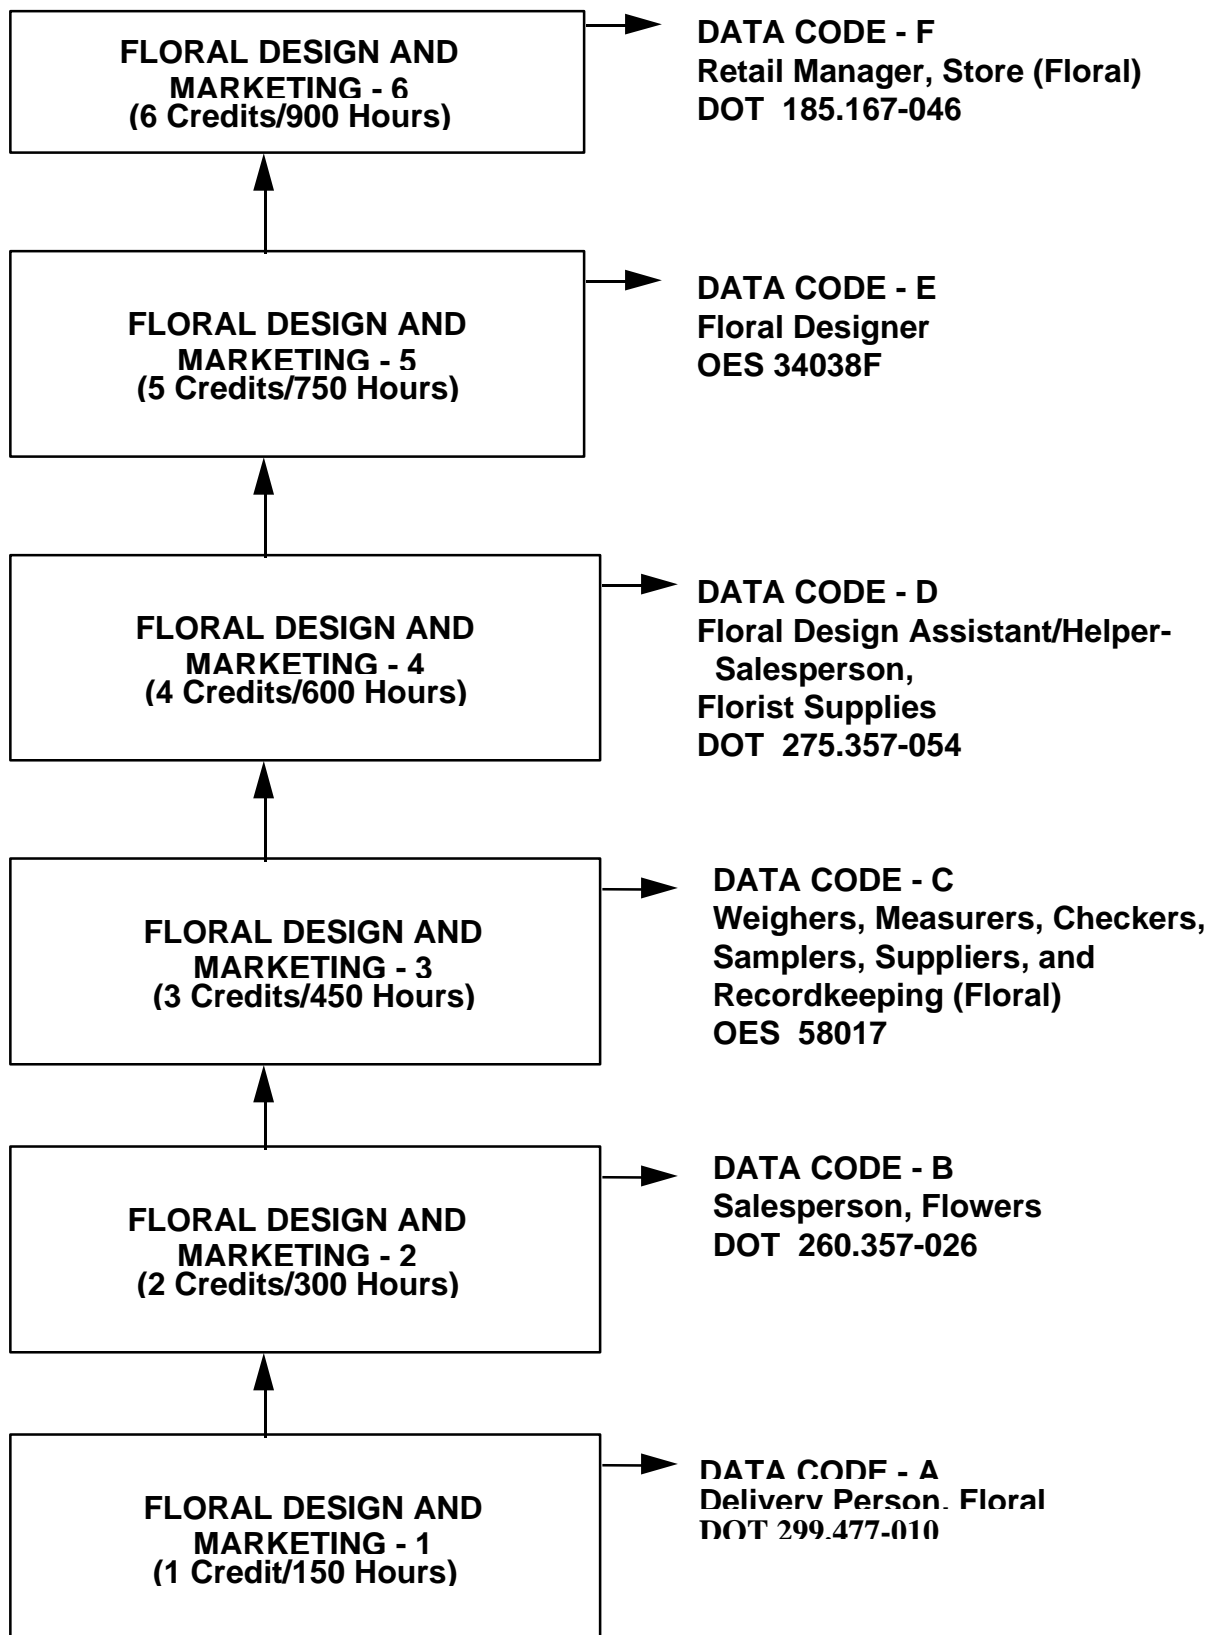 FLORAL DESIGN AND
MARKETING - 6
(6 Credits/900 Hours)
DATA CODE - F
Retail Manager, Store (Floral)
DOT 185.167-046
FLORAL DESIGN AND
MARKETING - 5
(5 Credits/750 Hours)
DATA CODE - E
Floral Designer
OES 34038F
FLORAL DESIGN AND
MARKETING - 4
(4 Credits/600 Hours)
DATA CODE - D
Floral Design Assistant/Helper-
Salesperson,
Florist Supplies
DOT 275.357-054
FLORAL DESIGN AND
MARKETING - 3
(3 Credits/450 Hours)
DATA CODE - C
Weighers, Measurers, Checkers,
Samplers, Suppliers, and
Recordkeeping (Floral)
OES 58017
FLORAL DESIGN AND
MARKETING - 2
(2 Credits/300 Hours)
DATA CODE - B
Salesperson, Flowers
DOT 260.357-026
FLORAL DESIGN AND
MARKETING - 1
(1 Credit/150 Hours)
DATA CODE - A
Delivery Person, Floral
DOT 299.477-010